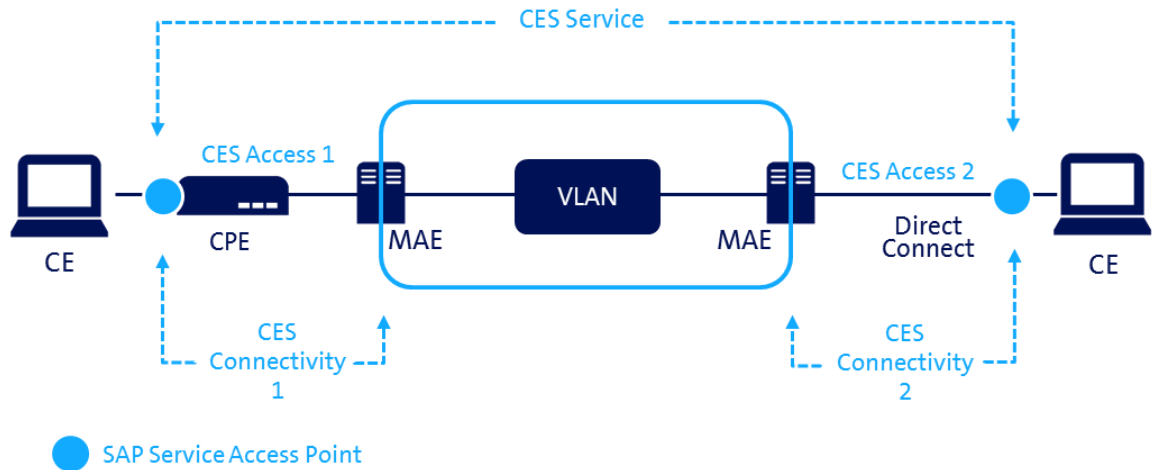 CES Service
CES Access 1
CES Access 2
VLAN
CE
CPE
MAE
MAE
Direct
Connect
CE
CES
Connectivity
1
CES
Connectivity
2
SAP Service Access Point